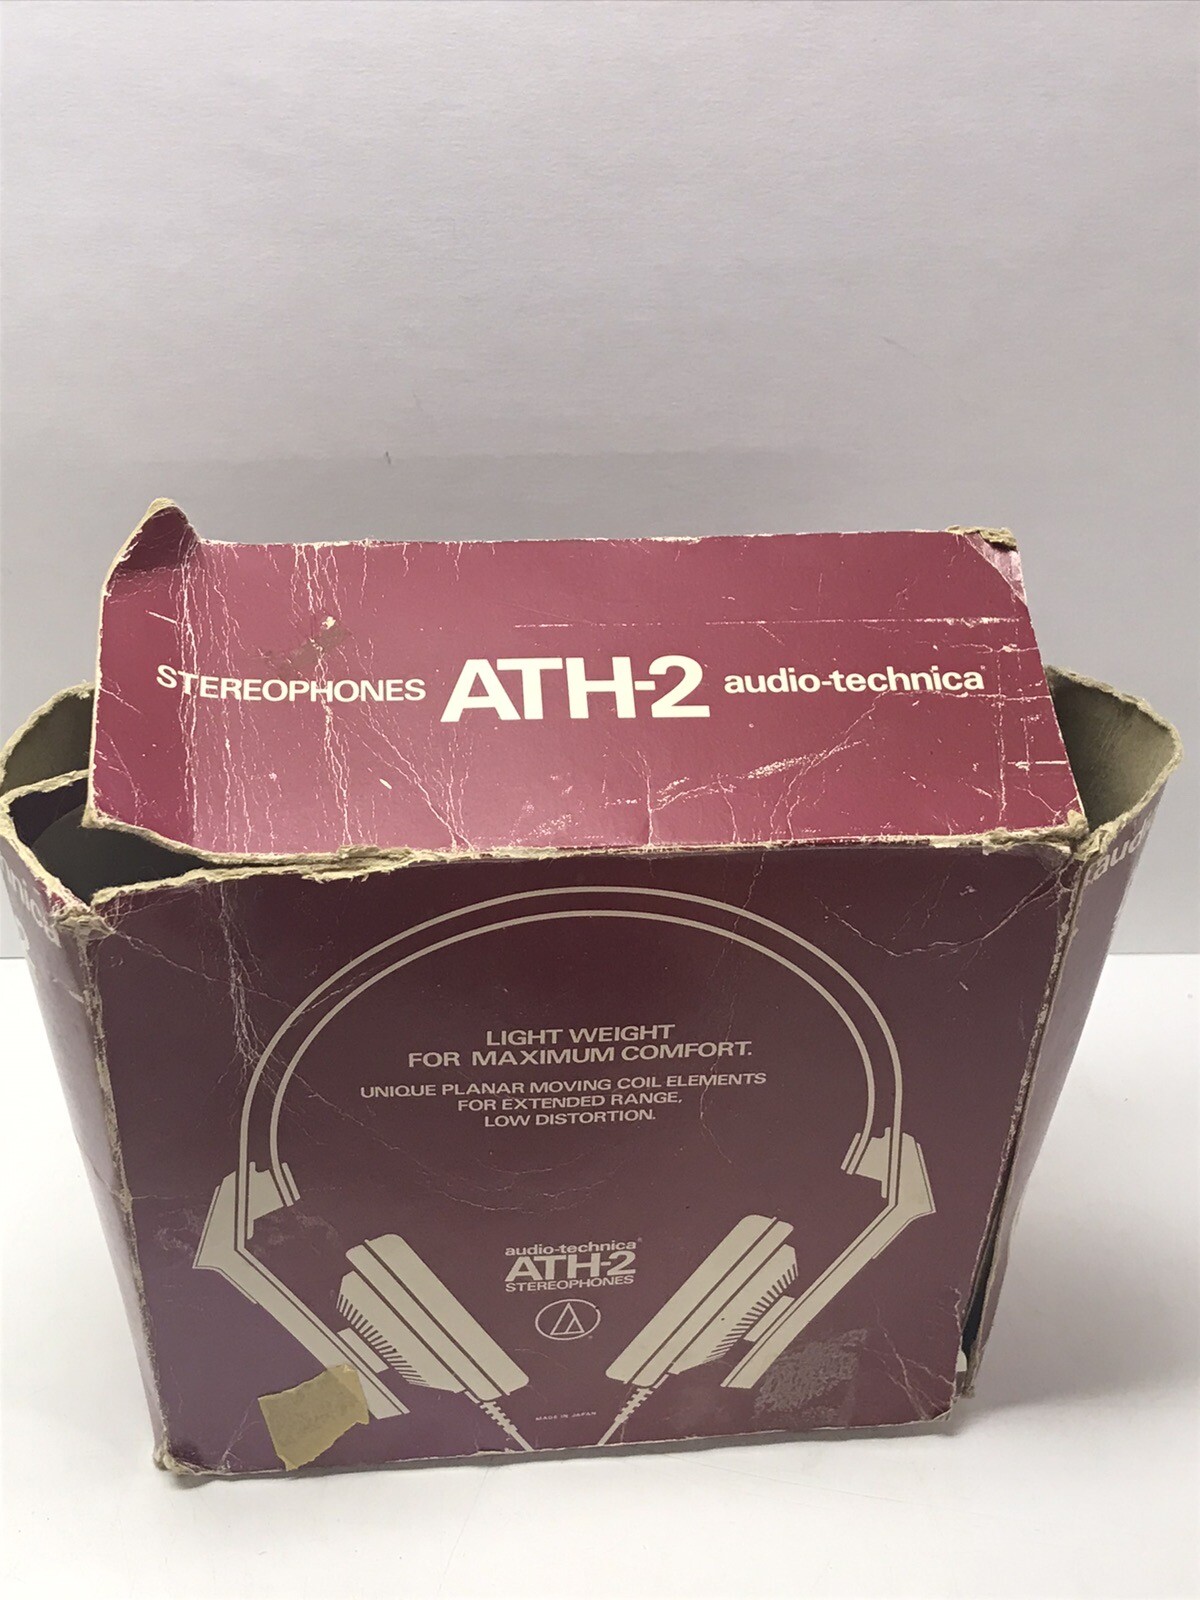 STEREOPHONES ATH-2 audio-technica
LIGHT WEIGHT
FOR MAXIMUM COMFORT.
UNIQUE PLANAR MOVING COIL ELEMENTS
FOR EXTENDED RANGE,
LOW DISTORTION.
audio-technica
ATH-2
STEREOPHONES
MADE IN JAPAN